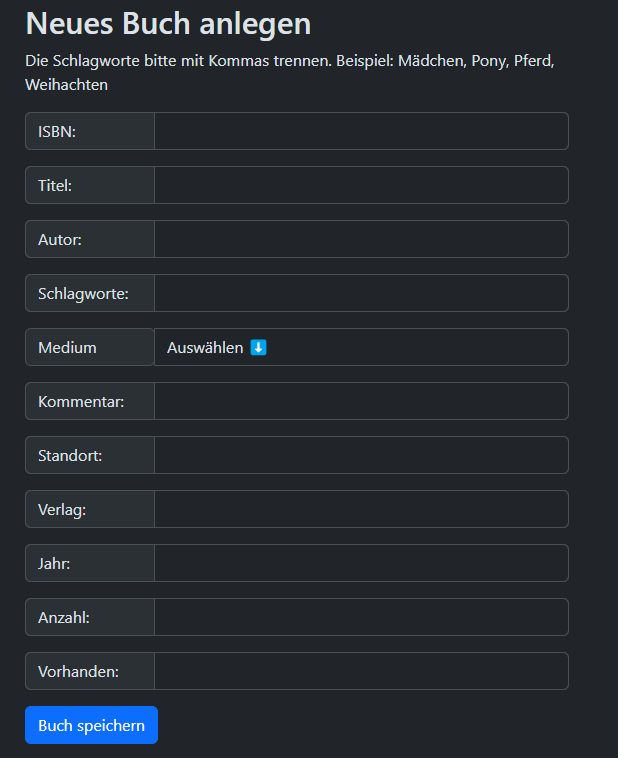 Neues Buch anlegen
Die Schlagworte bitte mit Kommas trennen. Beispiel: Mädchen, Pony, Pferd,
Weihachten
ISBN:
Titel:
Autor:
Schlagworte:
Medium Auswählen ⬇️
Kommentar:
Standort:
Verlag:
Jahr:
Anzahl:
Vorhanden:
Buch speichern